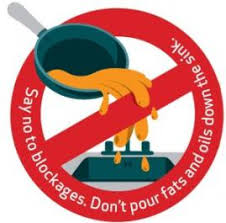 Say no to blockages. Don't pour fats and oils down the sink.